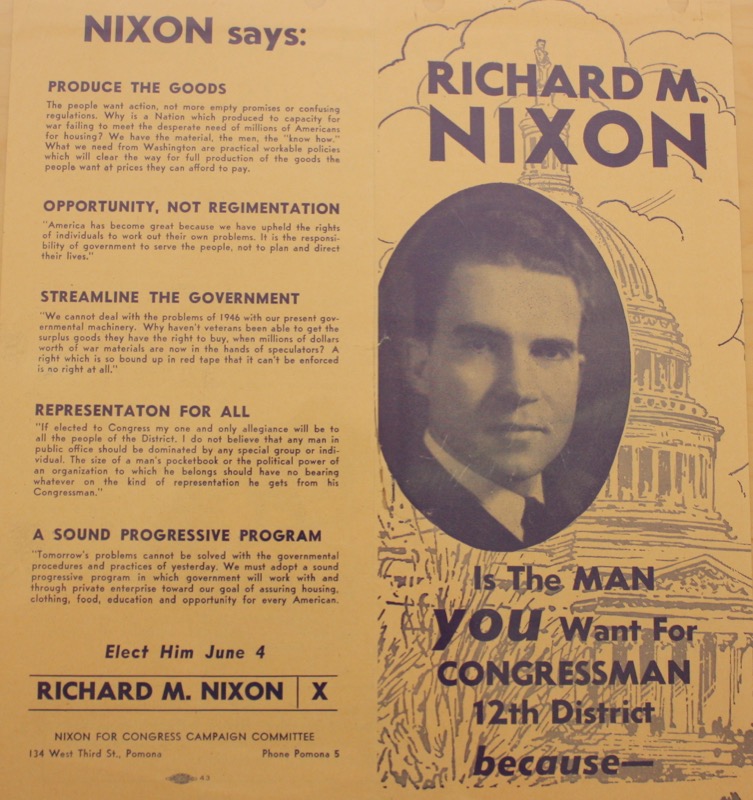 NIXON says:
PRODUCE THE GOODS
The people want action, not more empty promises or confusing
regulations. Why is a Nation which produced to capacity for
war failing to meet the desperate need of millions of Americans
for housing? We have the material, the men, the "know how."
What we need from Washington are practical workable policies
which will clear the way for full production of the goods the
people want at prices they can afford to pay.
OPPORTUNITY, NOT REGIMENTATION
"America has become great because we have upheld the rights
of individuals to work out their own problems. It is the responsi-
bility of government to serve the people, not to plan and direct
their lives."
STREAMLINE THE GOVERNMENT
"We cannot deal with the problems of 1946 with our present gov-
ernmental machinery. Why haven't veterans been able to get the
surplus goods they have the right to buy, when millions of dollars
worth of war materials are now in the hands of speculators? A
right which is so bound up in red tape that it can't be enforced
is no right at all."
REPRESENTATON FOR ALL
"If elected to Congress my one and only allegiance will be to
all the people of the District. I do not believe that any man in
public office should be dominated by any special group or indi-
vidual. The size of a man's pocketbook or the political power of
an organization to which he belongs should have no bearing
whatever on the kind of representation he gets from his
Congressman."
A SOUND PROGRESSIVE PROGRAM
"Tomorrow's problems cannot be solved with the governmental
procedures and practices of yesterday. We must adopt a sound
progressive program in which government will work with and
through private enterprise toward our goal of assuring housing,
clothing, food, education and opportunity for every American.
Elect Him June 4
RICHARD M. NIXON | X
NIXON FOR CONGRESS CAMPAIGN COMMITTEE
134 West Third St., Pomona Phone Pomona 5
43
RICHARD M.
NIXON
Is The MAN
you Want For
CONGRESSMAN
12th District
because—